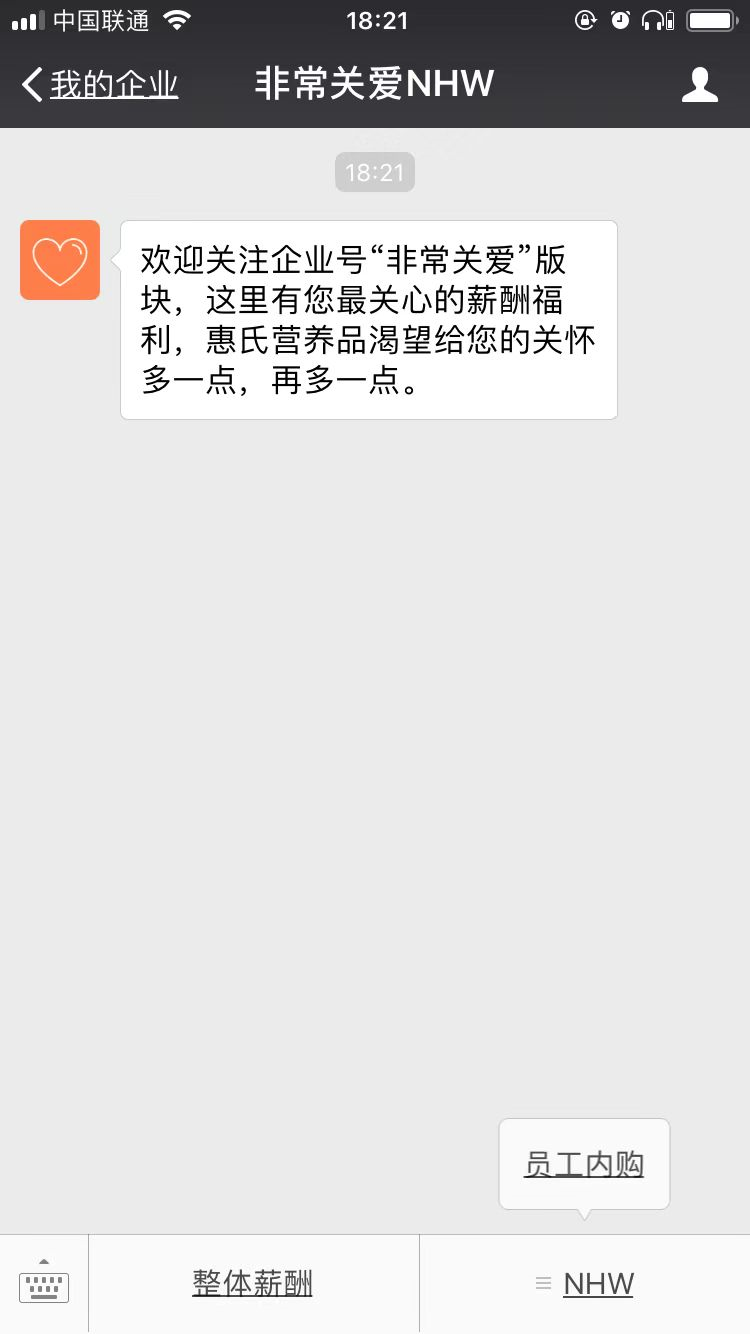 中国联通
18:21
我的企业
非常关爱NHW
18:21
欢迎关注企业号“非常关爱”版
块，这里有您最关心的薪酬福
利，惠氏营养品渴望给您的关怀
多一点，再多一点。
员工内购
整体薪酬
NHW